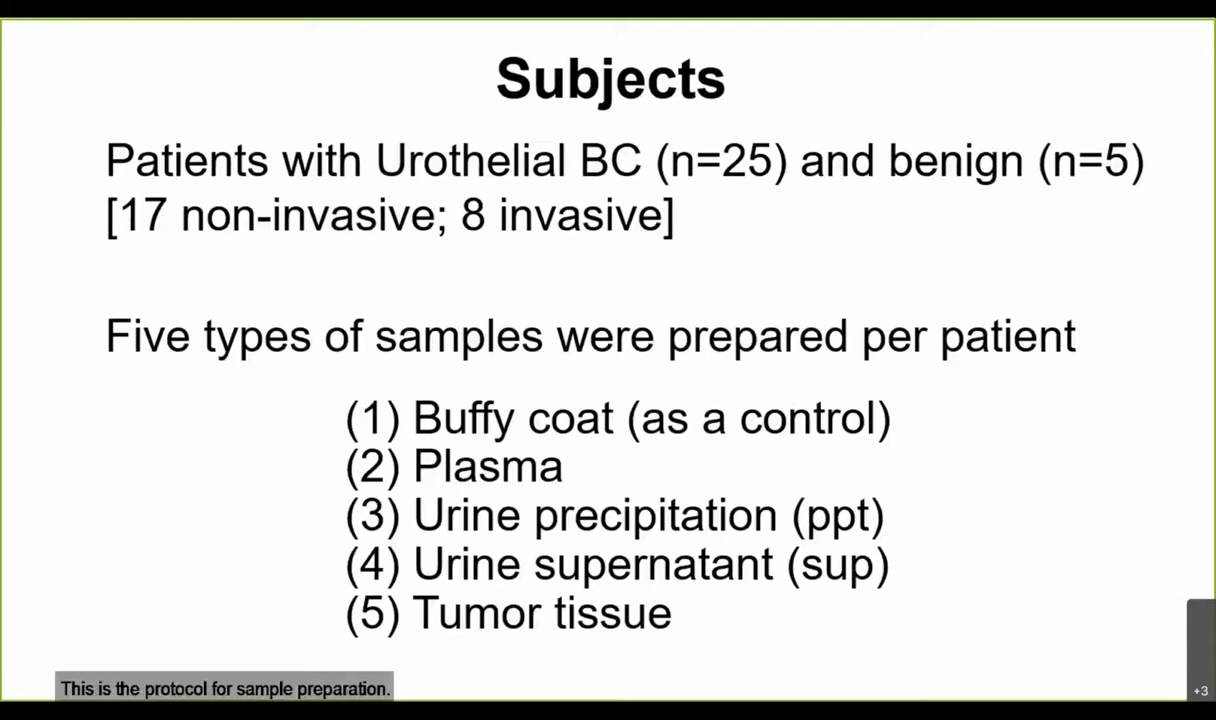 Subjects
Patients with Urothelial BC (n=25) and benign (n=5)
[17 non-invasive; 8 invasive]
Five types of samples were prepared per patient
(1) Buffy coat (as a control)
(2) Plasma
(3) Urine precipitation (ppt)
(4) Urine supernatant (sup)
(5) Tumor tissue
This is the protocol for sample preparation.
+3